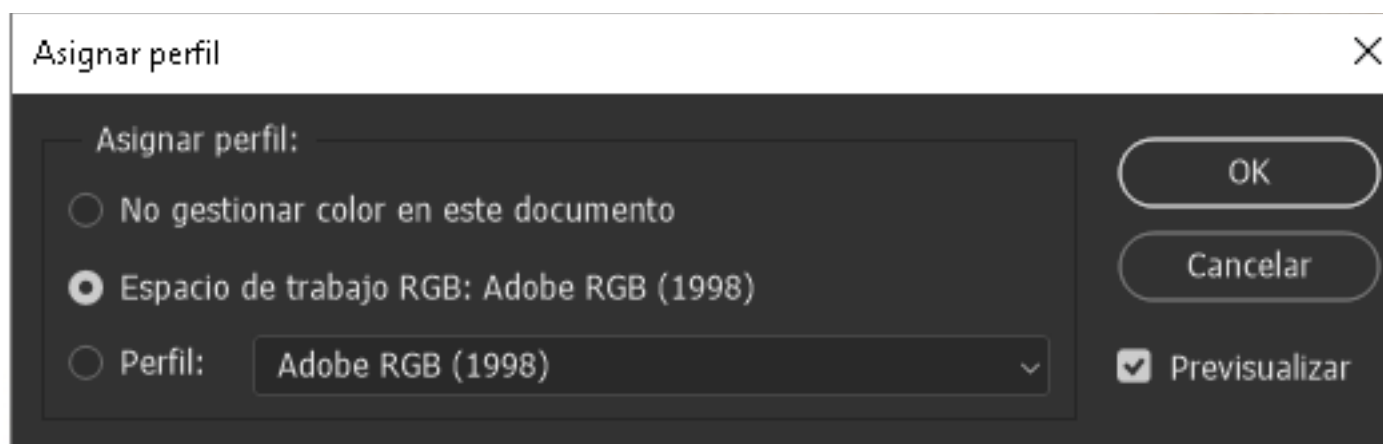 Asignar perfil
Asignar perfil:
No gestionar color en este documento
Espacio de trabajo RGB: Adobe RGB (1998)
Perfil: Adobe RGB (1998)
OK
Cancelar
Previsualizar